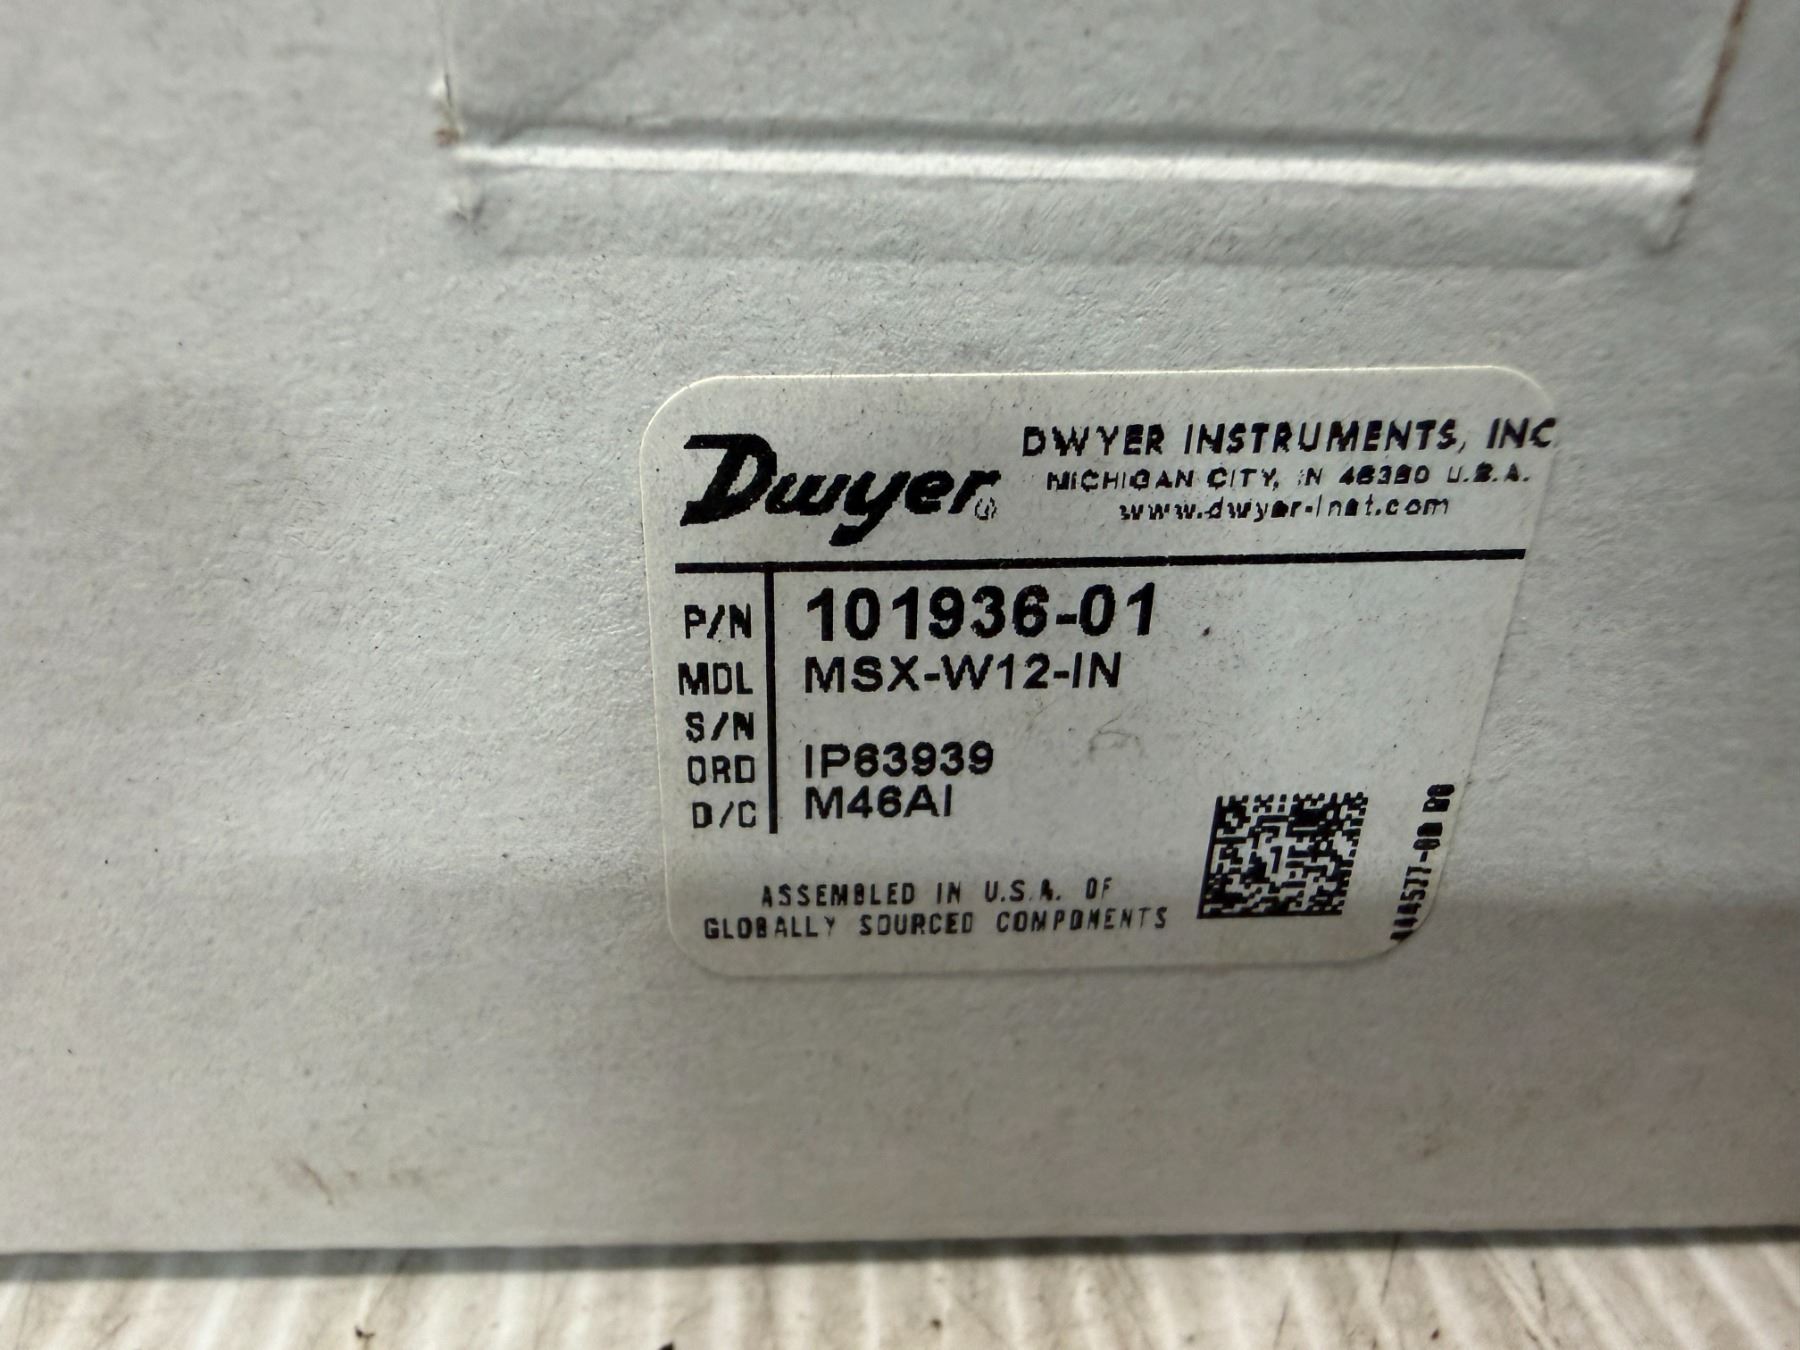 Dwyer®
DWYER INSTRUMENTS, INC
MICHIGAN CITY, IN 46360 U.S.A.
www.dwyer-inst.com
P/N 101936-01
MDL MSX-W12-IN
S/N
ORD IP63939
D/C M46AI
ASSEMBLED IN U.S.A. OF
GLOBALLY SOURCED COMPONENTS